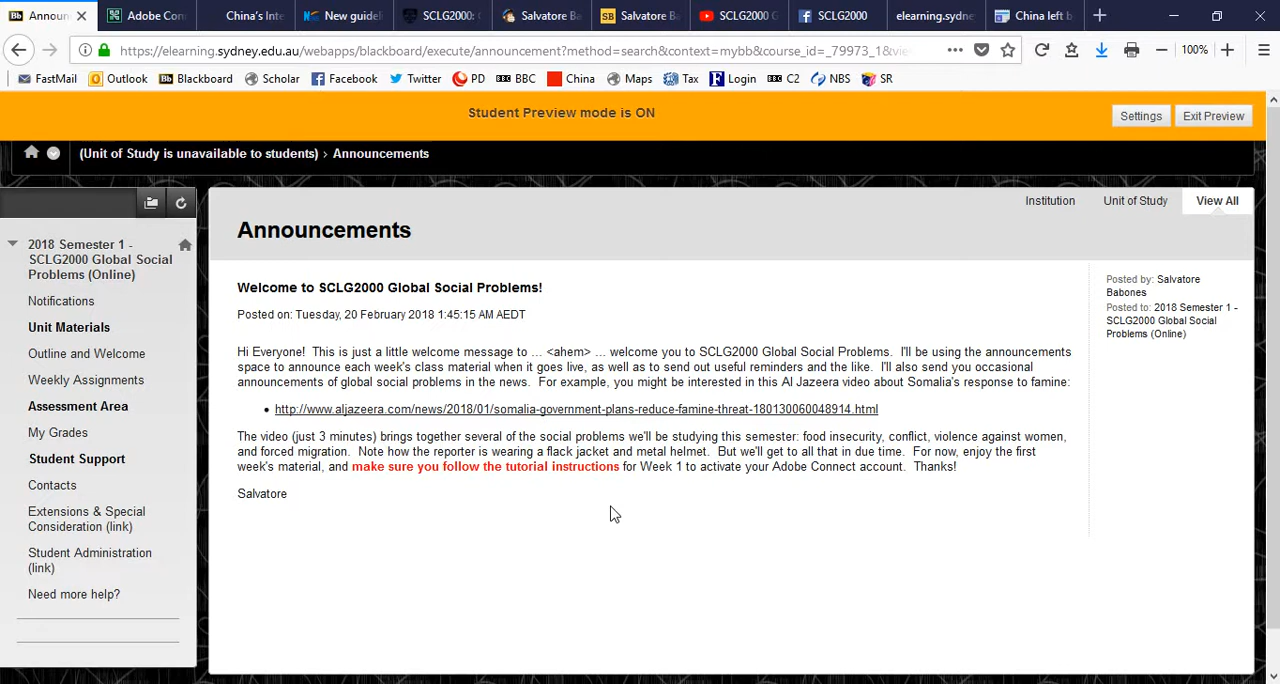 Announ
Adobe Con
China's Inte
New guidel
SCLG2000:
Salvatore Ba
Salvatore B
SCLG2000 G
SCLG2000
elearning.sydne
China left b
https://elearning.sydney.edu.au/webapps/blackboard/execute/announcement?method=search&context=mybb&course_id=_79973_1&vie
100%
FastMail
Outlook
Blackboard
Scholar
Facebook
Twitter
PD
BBC
China
Maps
Tax
Login
C2
NBS
SR
Student Preview mode is ON
Settings
Exit Preview
(Unit of Study is unavailable to students) > Announcements
Institution
Unit of Study
View All
2018 Semester 1 -
SCLG2000 Global Social
Problems (Online)
Notifications
Unit Materials
Outline and Welcome
Weekly Assignments
Assessment Area
My Grades
Student Support
Contacts
Extensions & Special
Consideration (link)
Student Administration
(link)
Need more help?
Announcements
Welcome to SCLG2000 Global Social Problems!
Posted on: Tuesday, 20 February 2018 1:45:15 AM AEDT
Hi Everyone! This is just a little welcome message to ... <ahem> ... welcome you to SCLG2000 Global Social Problems. I'll be using the announcements
space to announce each week's class material when it goes live, as well as to send out useful reminders and the like. I'll also send you occasional
announcements of global social problems in the news. For example, you might be interested in this Al Jazeera video about Somalia's response to famine:
• http://www.aljazeera.com/news/2018/01/somalia-government-plans-reduce-famine-threat-180130060048914.html
The video (just 3 minutes) brings together several of the social problems we'll be studying this semester: food insecurity, conflict, violence against women,
and forced migration. Note how the reporter is wearing a flack jacket and metal helmet. But we'll get to all that in due time. For now, enjoy the first
week's material, and make sure you follow the tutorial instructions for Week 1 to activate your Adobe Connect account. Thanks!
Salvatore
Posted by: Salvatore
Babones
Posted to: 2018 Semester 1 -
SCLG2000 Global Social
Problems (Online)